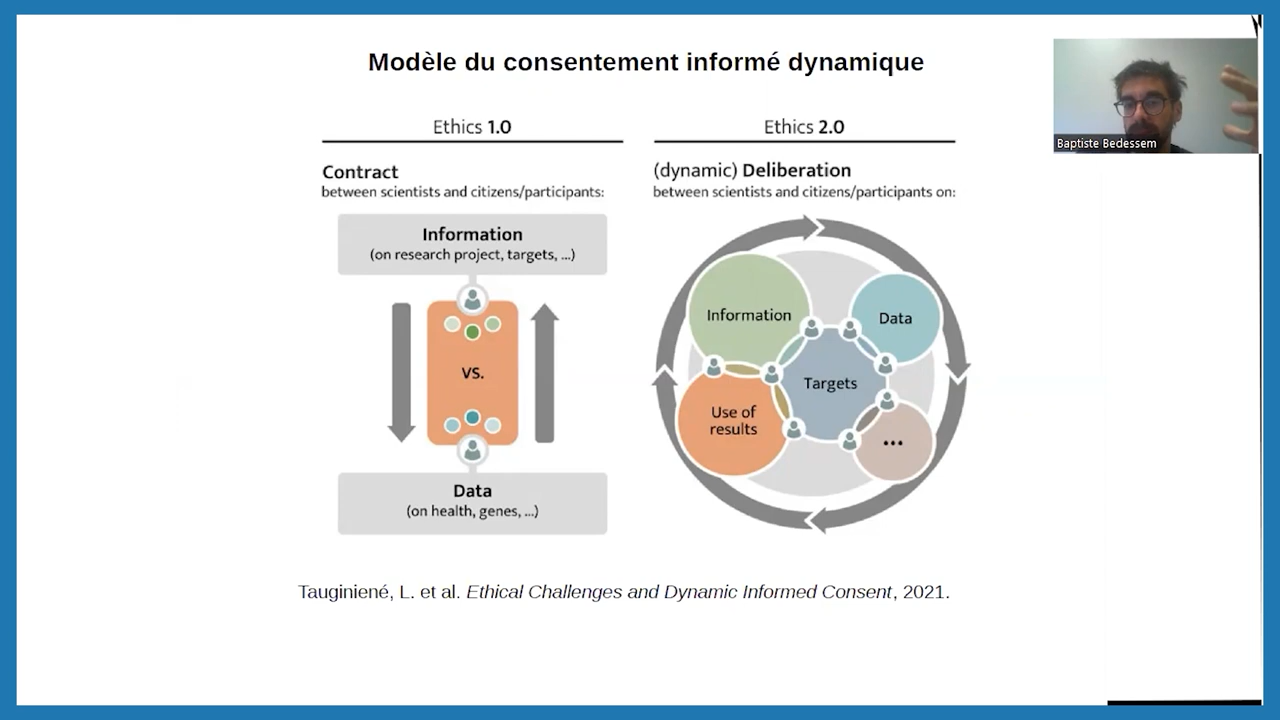 Modèle du consentement informé dynamique
Baptiste Bedessem
Ethics 1.0
Contract
between scientists and citizens/participants:
Information
(on research project, targets, ...)
vs.
Data
(on health, genes, ...)
Ethics 2.0
(dynamic) Deliberation
between scientists and citizens/participants on:
Information
Data
Targets
Use of
results
...
Tauginiené, L. et al. Ethical Challenges and Dynamic Informed Consent, 2021.